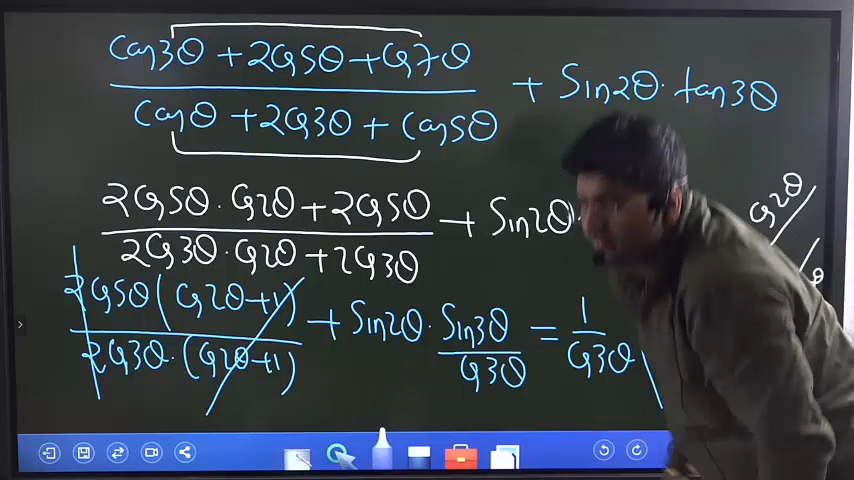 Cos3θ + 2Cos5θ + Cos7θ
Cosθ + 2Cos3θ + Cos5θ
+ Sin2θ · tan3θ
2Cos5θ · Cos2θ + 2Cos5θ
2Cos3θ · Cos2θ + 2Cos3θ
+ Sin2θ ·
Cos2θ
2Cos5θ (Cos2θ + 1)
2Cos3θ · (Cos2θ + 1)
+ Sin2θ · Sin3θ
Cos3θ
= 1
Cos3θ